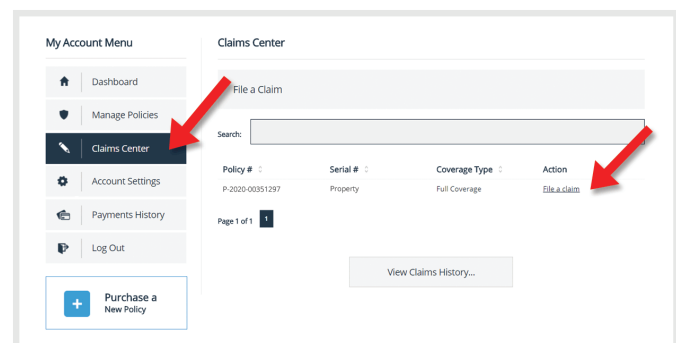 My Account Menu
Dashboard
Manage Policies
Claims Center
Account Settings
Payments History
Log Out
Purchase a
New Policy
Claims Center
File a Claim
Search:
Policy # Serial # Coverage Type Action
P-2020-00351297 Property Full Coverage File a claim
Page 1 of 1 1
View Claims History...